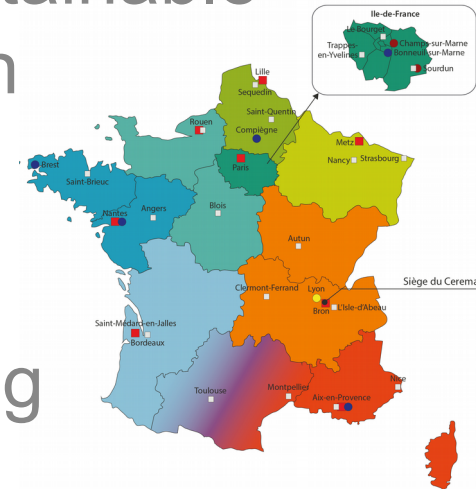 tainable
n
g
Ile-de-France
Le Bourget
Champs-sur-Marne
Trappes-
en-Yvelines
Bonneuil-sur-Marne
Sourdun
Lille
Sequedin
Saint-Quentin
Rouen
Compiègne
Metz
Nancy
Strasbourg
Paris
Brest
Saint-Brieuc
Angers
Blois
Nantes
Autun
Siège du Cerema
Clermont-Ferrand
Lyon
Bron
L'Isle-d'Abeau
Saint-Médard-en-Jalles
Bordeaux
Toulouse
Montpellier
Nice
Aix-en-Provence